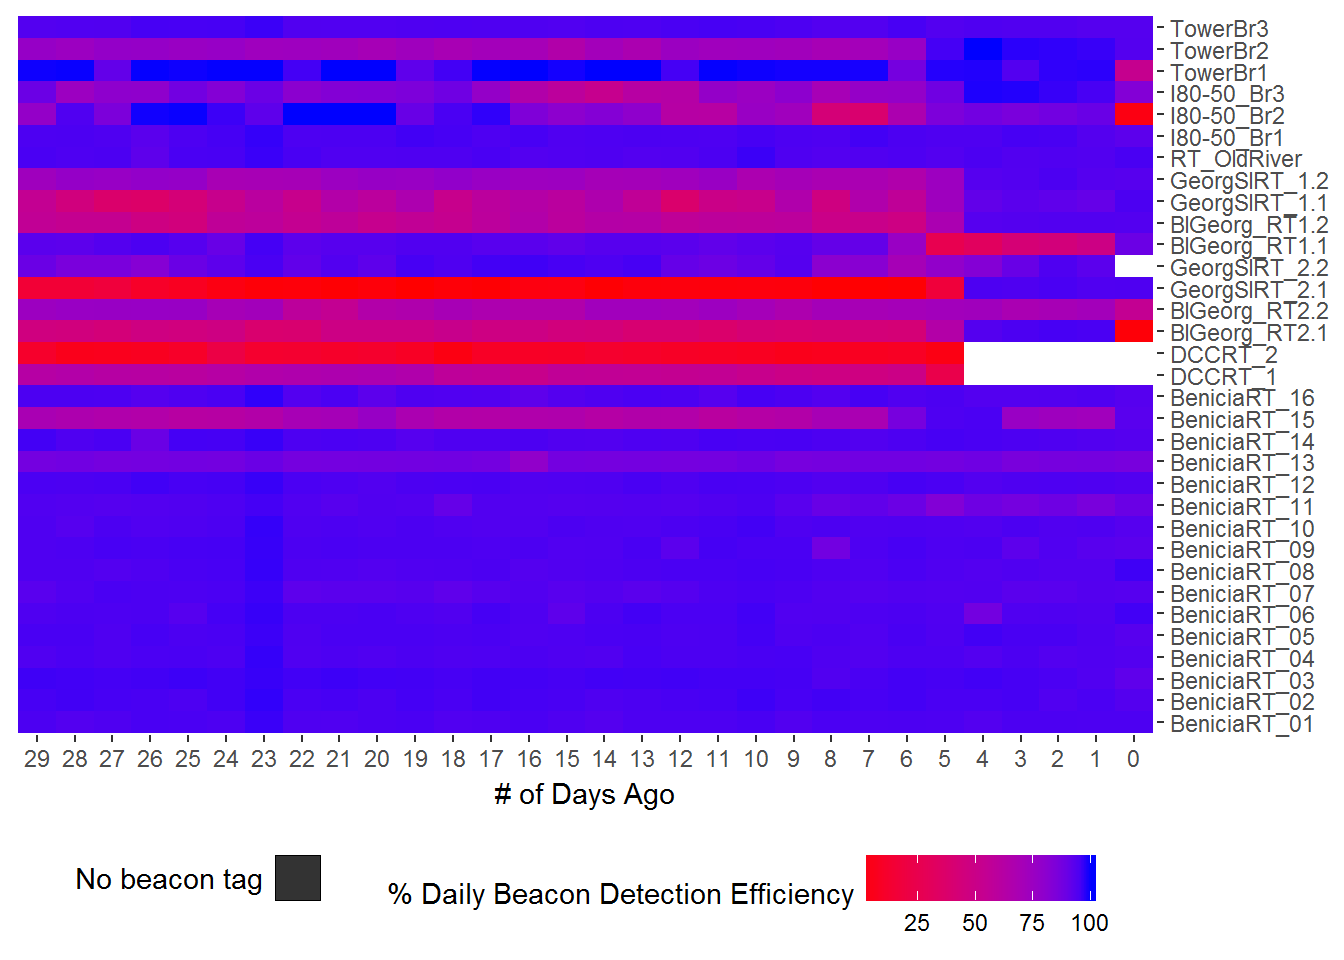 TowerBr3
TowerBr2
TowerBr1
I80-50_Br3
I80-50_Br2
I80-50_Br1
RT_OldRiver
GeorgSlRT_1.2
GeorgSlRT_1.1
BlGeorg_RT1.2
BlGeorg_RT1.1
GeorgSlRT_2.2
GeorgSlRT_2.1
BlGeorg_RT2.2
BlGeorg_RT2.1
DCCRT_2
DCCRT_1
BeniciaRT_16
BeniciaRT_15
BeniciaRT_14
BeniciaRT_13
BeniciaRT_12
BeniciaRT_11
BeniciaRT_10
BeniciaRT_09
BeniciaRT_08
BeniciaRT_07
BeniciaRT_06
BeniciaRT_05
BeniciaRT_04
BeniciaRT_03
BeniciaRT_02
BeniciaRT_01
29 28 27 26 25 24 23 22 21 20 19 18 17 16 15 14 13 12 11 10 9 8 7 6 5 4 3 2 1 0
# of Days Ago
No beacon tag
% Daily Beacon Detection Efficiency
25 50 75 100